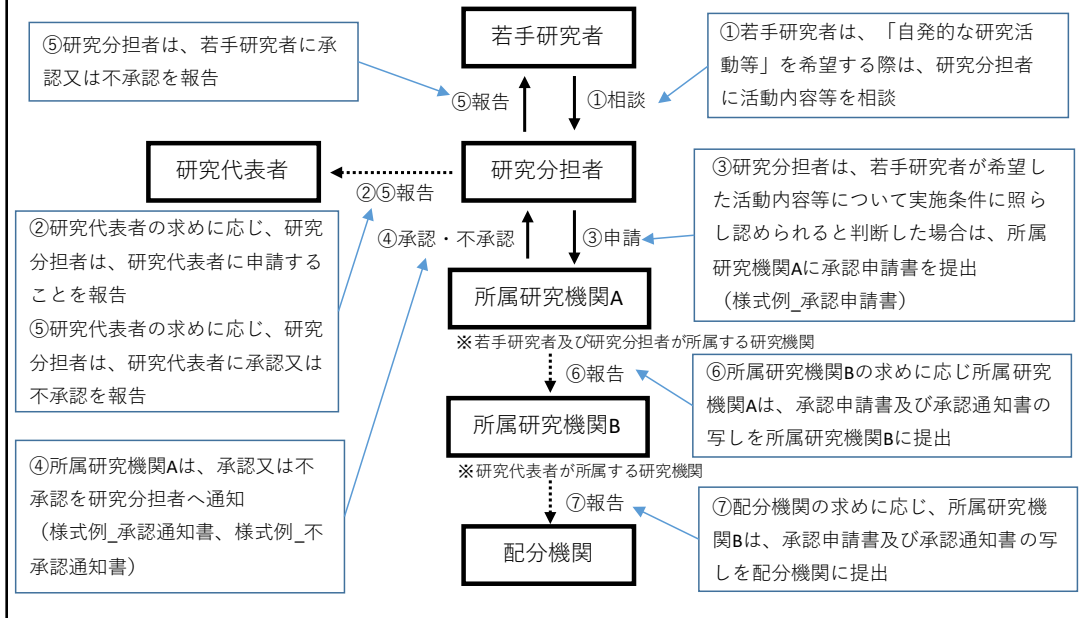 若手研究者
⑤研究分担者は、若手研究者に承
認又は不承認を報告
①若手研究者は、「自発的な研究活
動等」を希望する際は、研究分担者
に活動内容等を相談
⑤報告
①相談
研究代表者
研究分担者
②⑤報告
③研究分担者は、若手研究者が希望し
た活動内容等について実施条件に照ら
し認められると判断した場合は、所属
研究機関Aに承認申請書を提出
（様式例_承認申請書）
②研究代表者の求めに応じ、研究
分担者は、研究代表者に申請する
ことを報告
⑤研究代表者の求めに応じ、研究
分担者は、研究代表者に承認又は
不承認を報告
④承認・不承認
③申請
所属研究機関A
※若手研究者及び研究分担者が所属する研究機関
⑥報告
⑥所属研究機関Bの求めに応じ所属研究
機関Aは、承認申請書及び承認通知書の
写しを所属研究機関Bに提出
所属研究機関B
※研究代表者が所属する研究機関
④所属研究機関Aは、承認又は不
承認を研究分担者へ通知
（様式例_承認通知書、様式例_不
承認通知書）
⑦報告
⑦配分機関の求めに応じ、所属研究機
関Bは、承認申請書及び承認通知書の写
しを配分機関に提出
配分機関